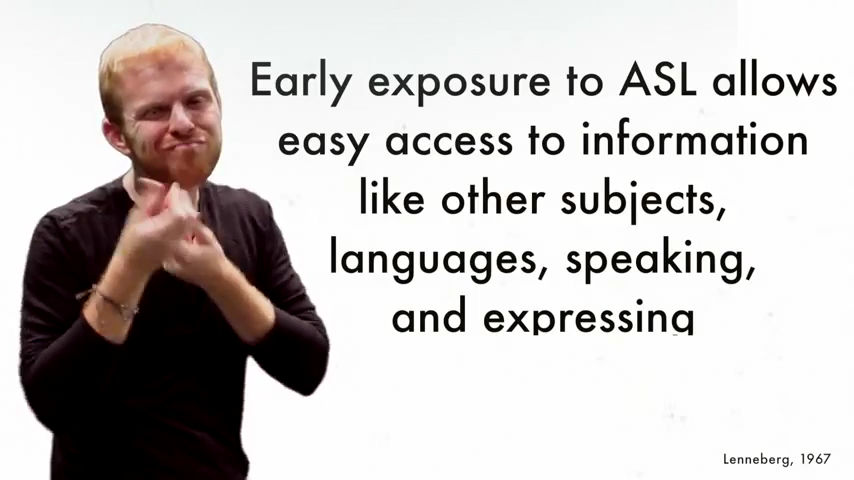 Early exposure to ASL allows
easy access to information
like other subjects,
languages, speaking,
and expressing
Lenneberg, 1967